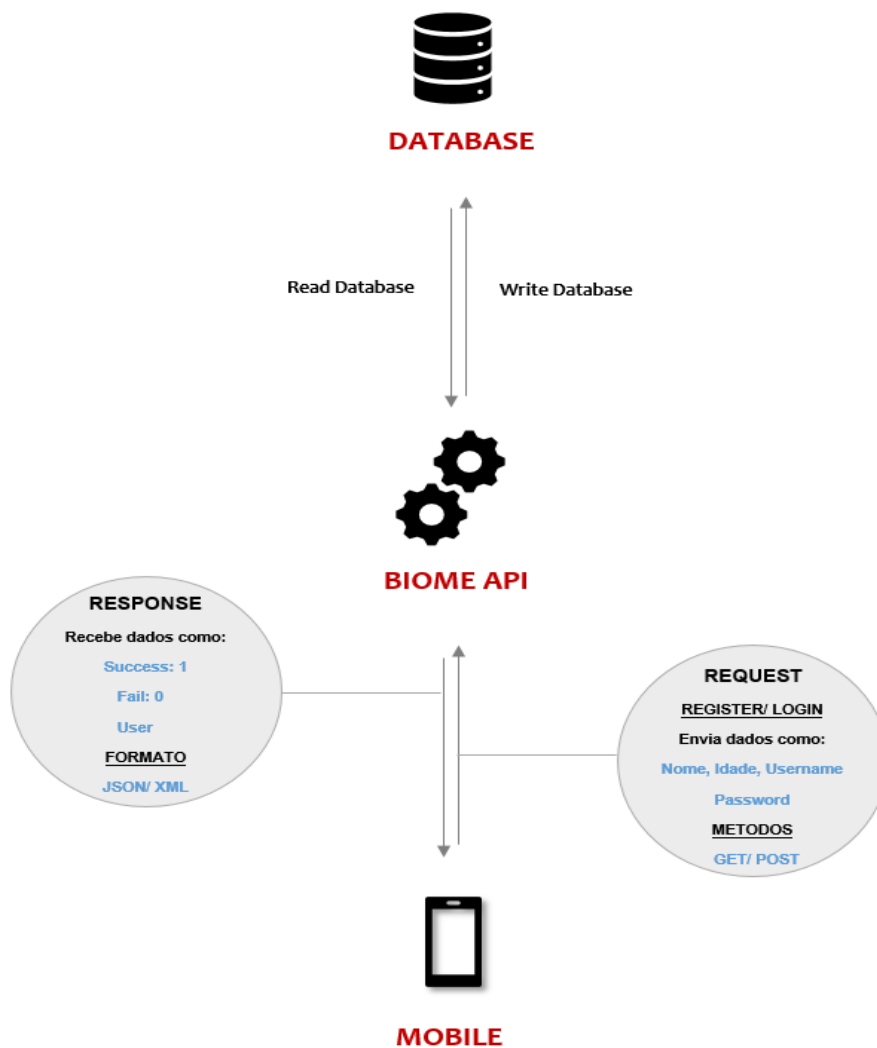 DATABASE
Read Database
Write Database
BIOME API
RESPONSE
Recebe dados como:
Success: 1
Fail: 0
User
FORMATO
JSON/ XML
REQUEST
REGISTER/ LOGIN
Envia dados como:
Nome, Idade, Username
Password
METODOS
GET/ POST
MOBILE